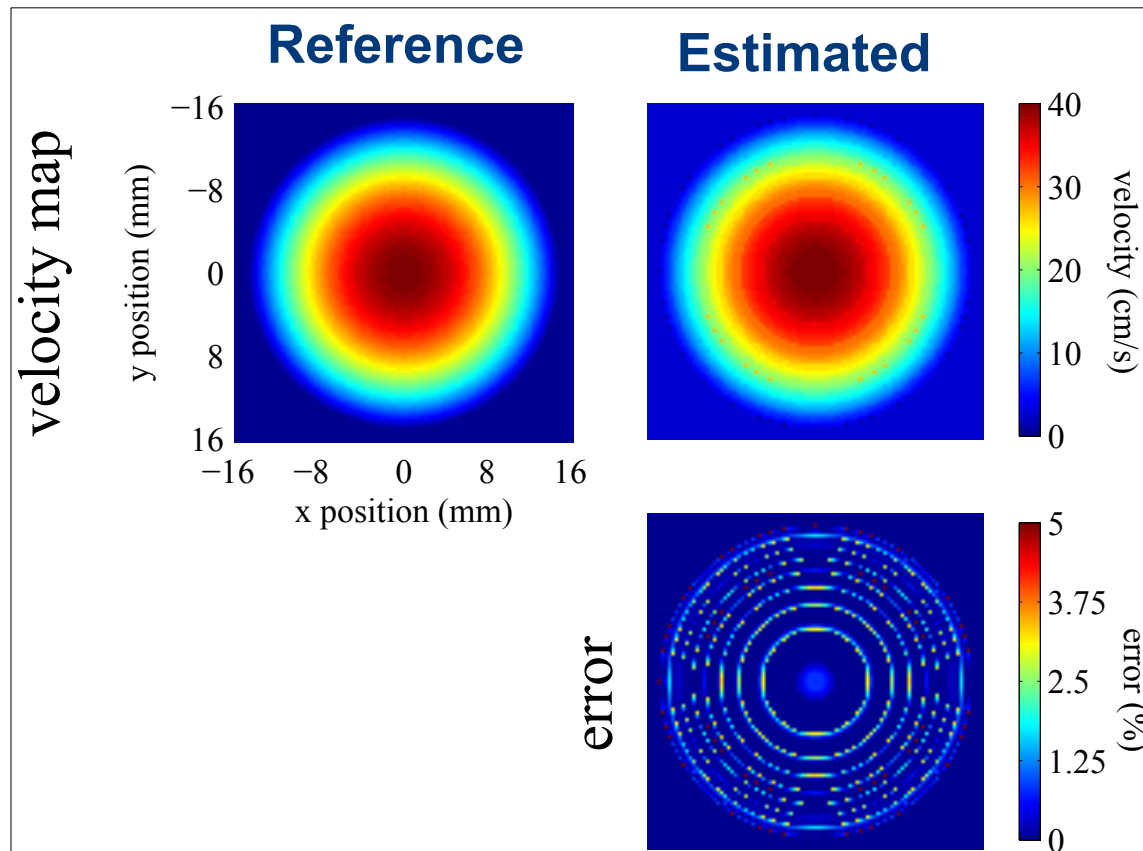 Reference
Estimated
velocity map
y position (mm)
−16
−8
0
8
16
−16 −8 0 8 16
x position (mm)
40
30
20
10
0
velocity (cm/s)
error
5
3.75
2.5
1.25
0
error (%)